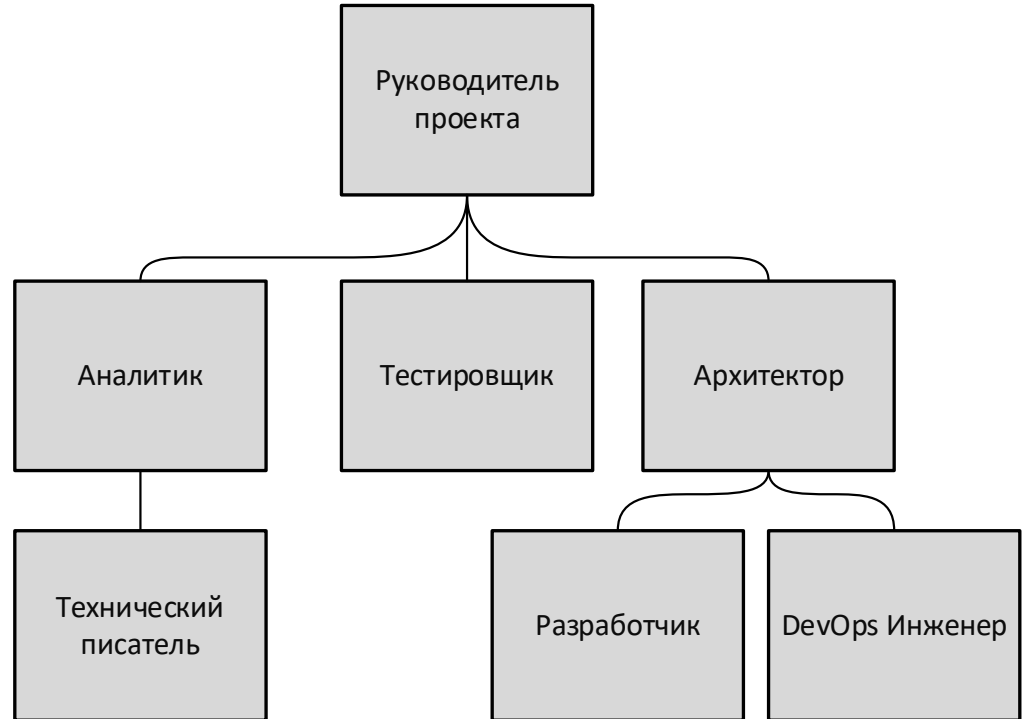 Руководитель
проекта
Аналитик
Тестировщик
Архитектор
Технический
писатель
Разработчик
DevOps Инженер